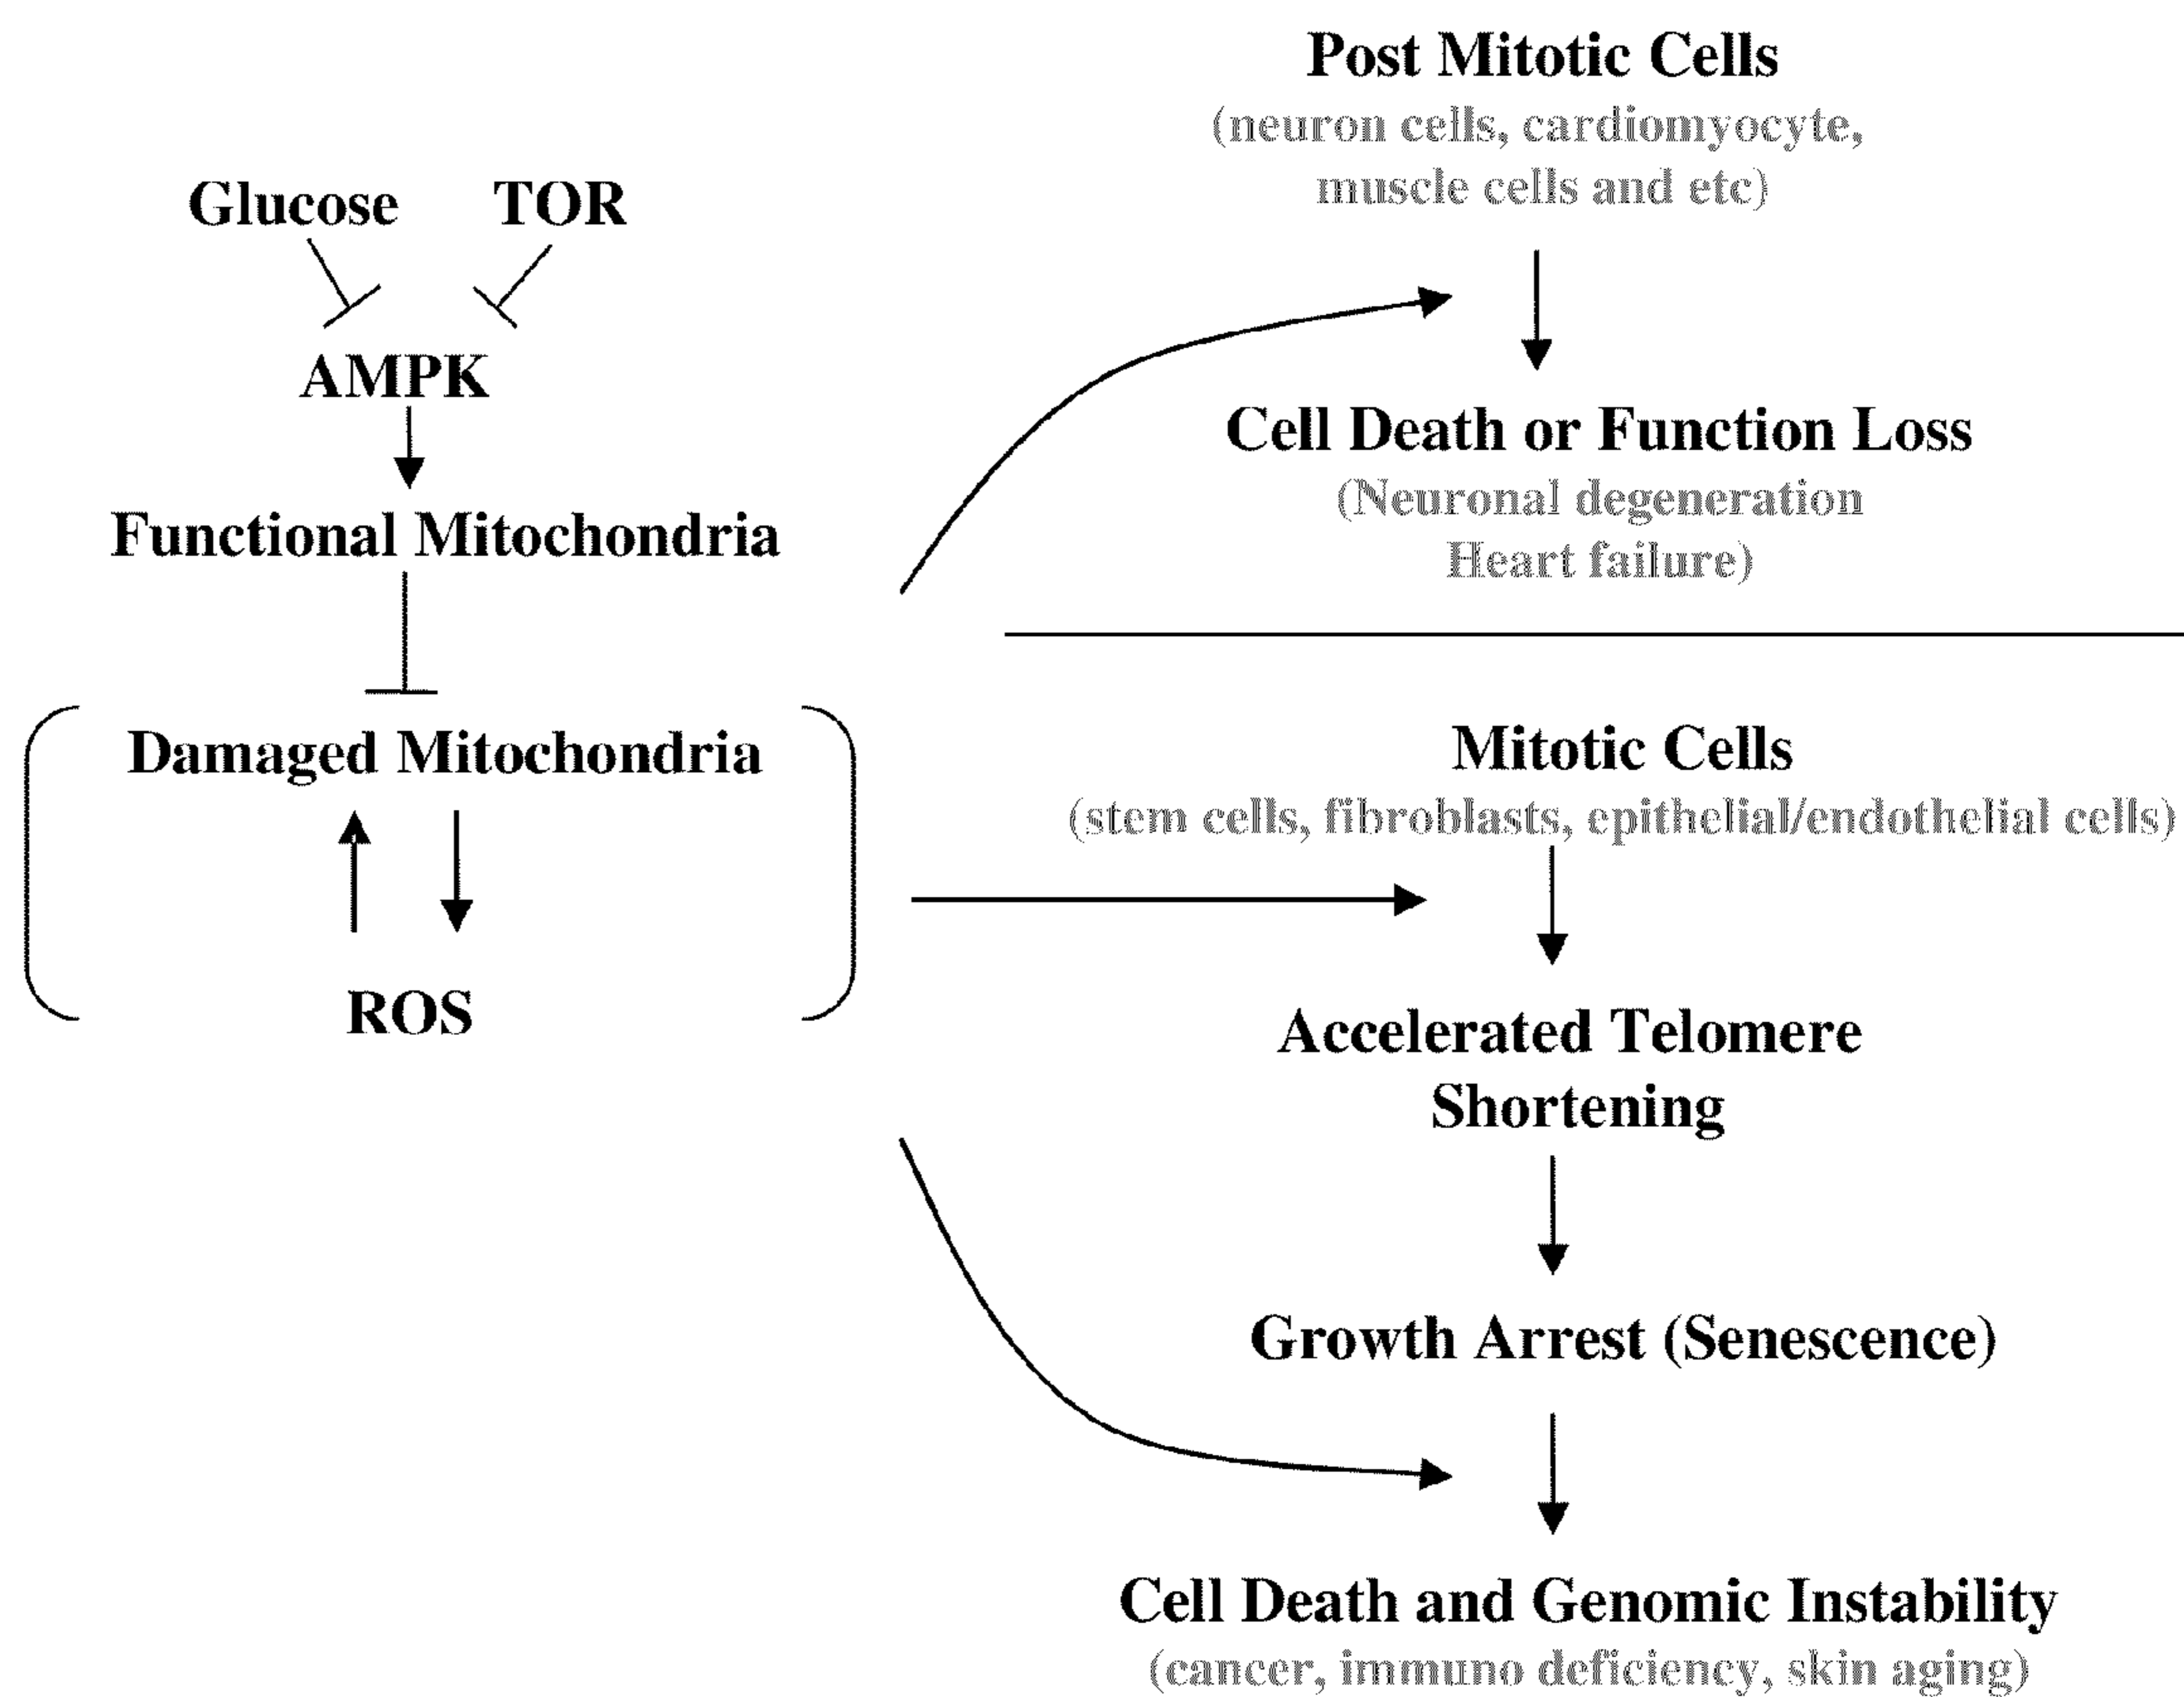 Glucose TOR
AMPK
Functional Mitochondria
Damaged Mitochondria
ROS
Post Mitotic Cells
(neuron cells, cardiomyocyte,
muscle cells and etc)
Cell Death or Function Loss
(Neuronal degeneration
Heart failure)
Mitotic Cells
(stem cells, fibroblasts, epithelial/endothelial cells)
Accelerated Telomere
Shortening
Growth Arrest (Senescence)
Cell Death and Genomic Instability
(cancer, immuno deficiency, skin aging)